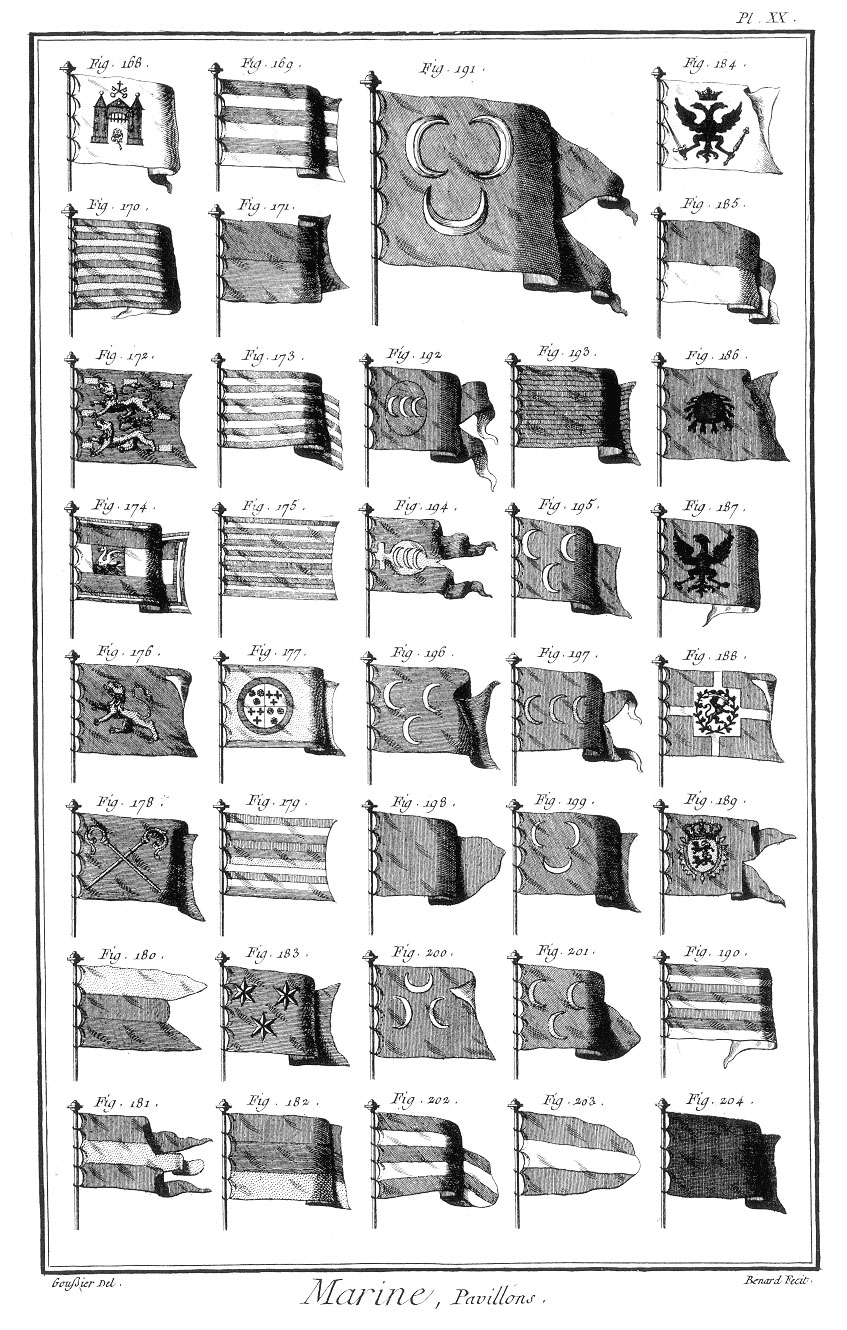 Pl. XX.
Fig. 168. Fig. 169. Fig. 191. Fig. 184.
Fig. 170. Fig. 171. Fig. 185.
Fig. 172. Fig. 173. Fig. 192 Fig. 193. Fig. 186.
Fig. 174 Fig. 175. Fig. 194. Fig. 195. Fig. 187.
Fig. 176. Fig. 177. Fig. 196. Fig. 197. Fig. 188.
Fig. 178. Fig. 179. Fig. 198. Fig. 199. Fig. 189.
Fig. 180. Fig. 183. Fig. 200. Fig. 201. Fig. 190.
Fig. 181. Fig. 182. Fig. 202. Fig. 203. Fig. 204.
Goußier Del. Benard Fecit.
Marine, Pavillons.